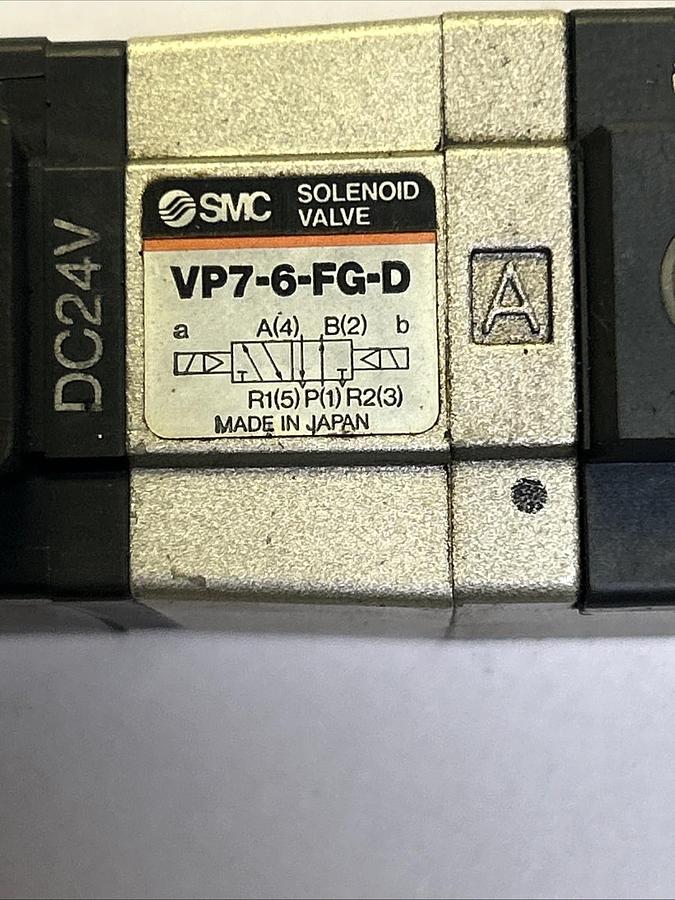 DC24V
SMC SOLENOID VALVE
VP7-6-FG-D
a A(4) B(2) b
R1(5) P(1) R2(3)
MADE IN JAPAN
A